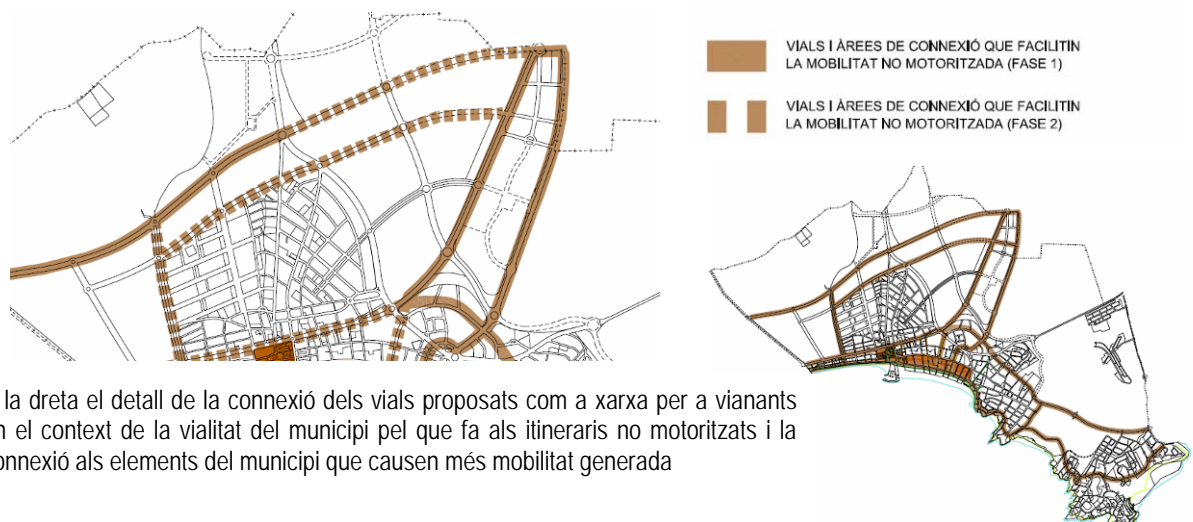 VIALS I ÀREES DE CONNEXIÓ QUE FACILITIN
LA MOBILITAT NO MOTORITZADA (FASE 1)
VIALS I ÀREES DE CONNEXIÓ QUE FACILITIN
LA MOBILITAT NO MOTORITZADA (FASE 2)
la dreta el detall de la connexió dels vials proposats com a xarxa per a vianants
el context de la vialitat del municipi pel que fa als itineraris no motoritzats i la
onnexió als elements del municipi que causen més mobilitat generada